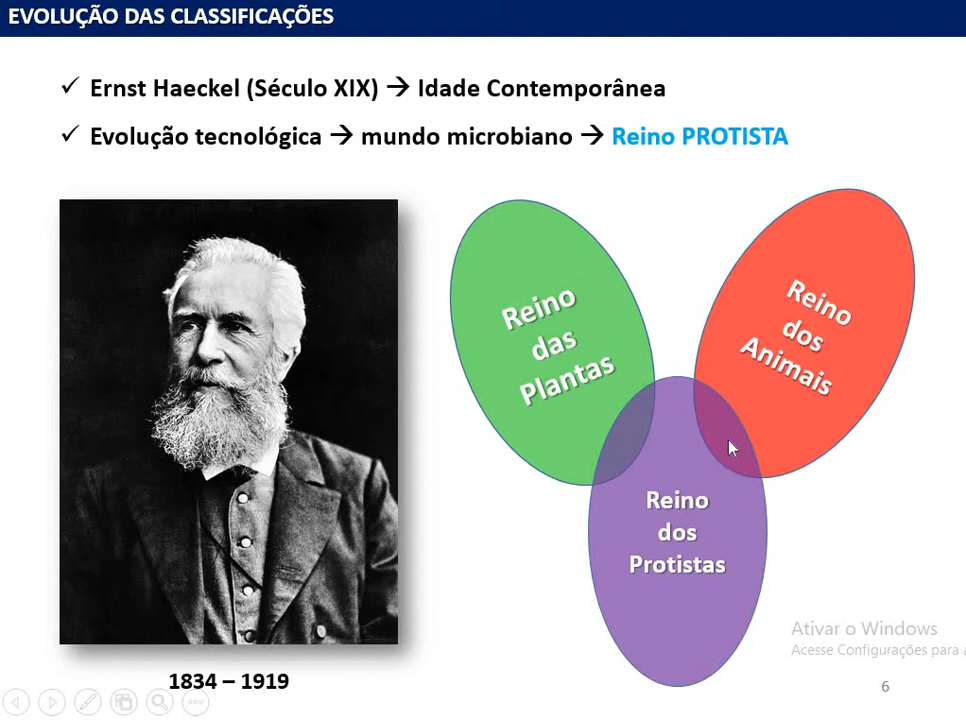 EVOLUÇÃO DAS CLASSIFICAÇÕES
✓ Ernst Haeckel (Século XIX) → Idade Contemporânea
✓ Evolução tecnológica → mundo microbiano → Reino PROTISTA
Reino
das
Plantas
Reino
dos
Animais
Reino
dos
Protistas
1834 – 1919
Ativar o Windows
Acesse Configurações para a
6